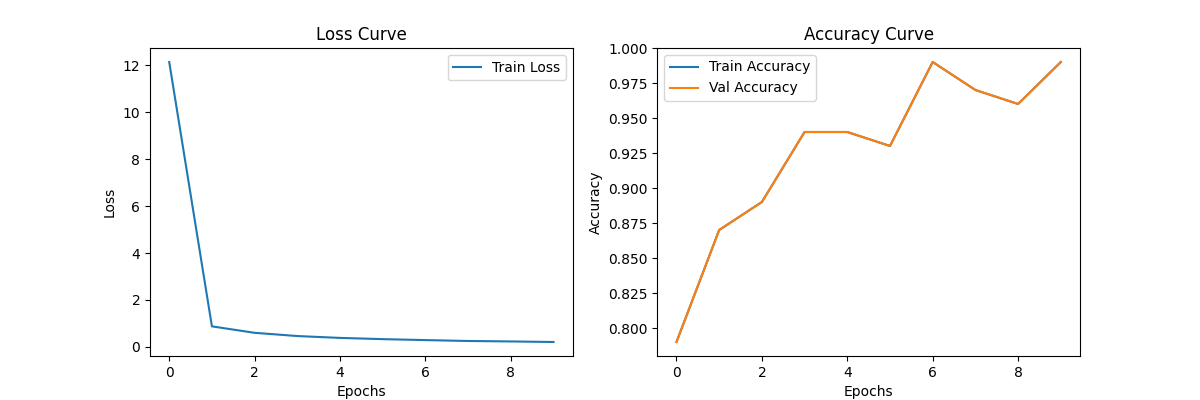 Loss Curve
Train Loss
12
10
8
6
4
2
0
Loss
0 2 4 6 8
Epochs
Accuracy Curve
Train Accuracy
Val Accuracy
1.000
0.975
0.950
0.925
0.900
0.875
0.850
0.825
0.800
Accuracy
0 2 4 6 8
Epochs